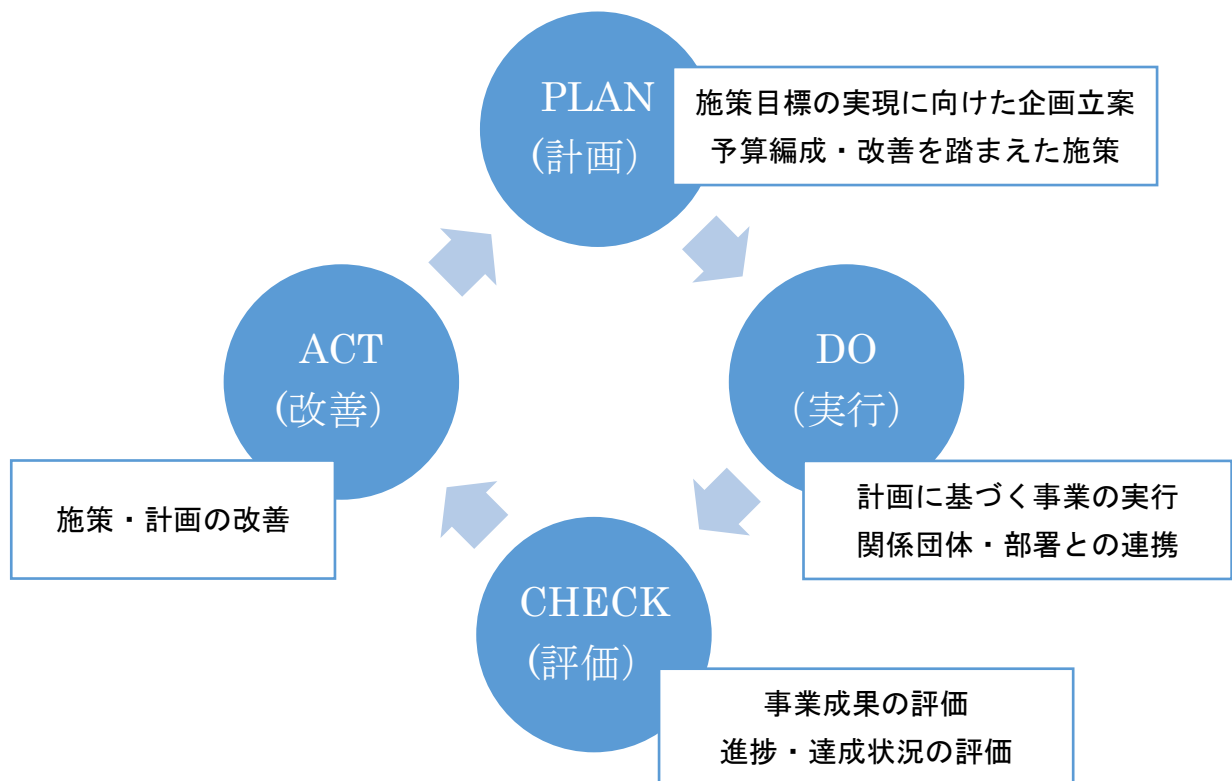 PLAN
(計画)
施策目標の実現に向けた企画立案
予算編成・改善を踏まえた施策
DO
(実行)
計画に基づく事業の実行
関係団体・部署との連携
CHECK
(評価)
事業成果の評価
進捗・達成状況の評価
ACT
(改善)
施策・計画の改善